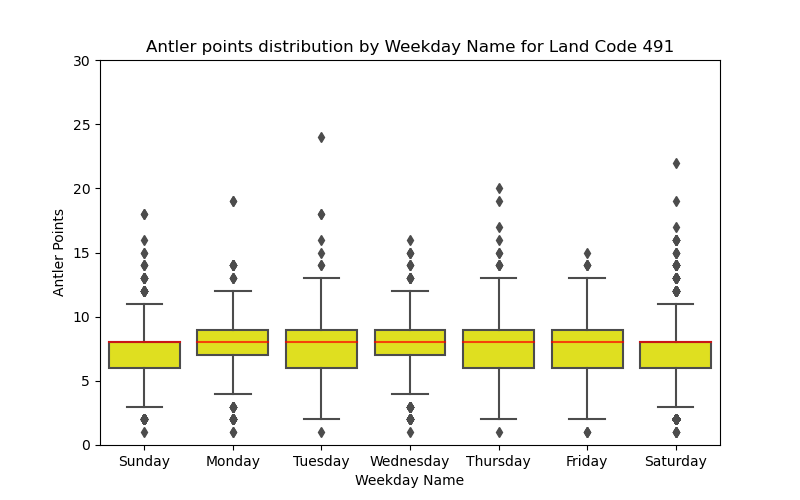 Antler points distribution by Weekday Name for Land Code 491
Antler Points
30
25
20
15
10
5
0
Sunday Monday Tuesday Wednesday Thursday Friday Saturday
Weekday Name